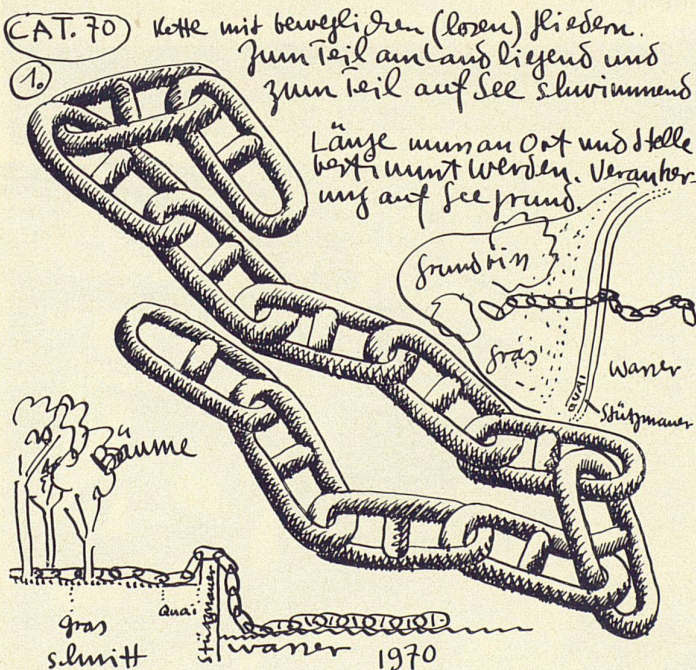 CAT. 70 Kette mit beweglichen (losen) Gliedern.
1. zum Teil am Land liegend und
zum Teil auf See schwimmend
Länge muss an Ort und Stelle
bestimmt werden. Veranker-
ung auf Seegrund.
Grundriss
Gras
Wasser
QUAI
Stützmauer
Bäume
Quai
Stützmauer
Gras
Schnitt
Wasser
1970